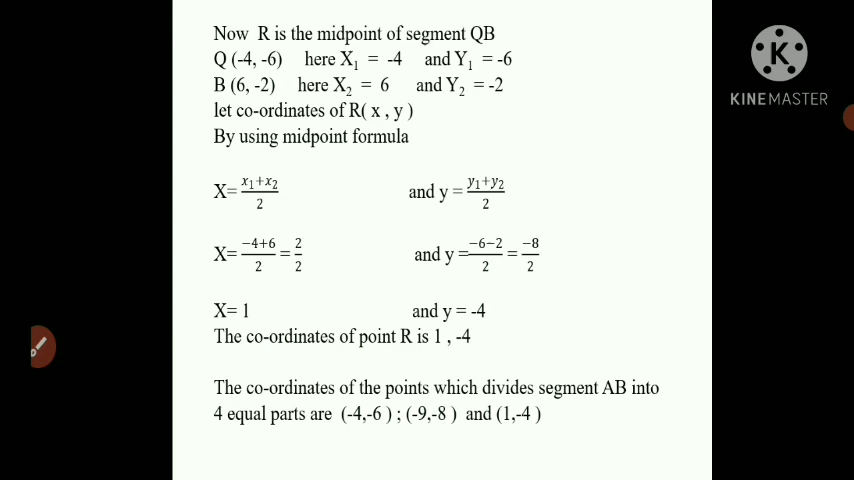 Now R is the midpoint of segment QB
Q (-4, -6) here X₁ = -4 and Y₁ = -6
B (6, -2) here X₂ = 6 and Y₂ = -2
let co-ordinates of R( x , y )
By using midpoint formula
X= (x₁+x₂)/2 and y = (y₁+y₂)/2
X= (−4+6)/2 = 2/2 and y = (−6−2)/2 = −8/2
X= 1 and y = -4
The co-ordinates of point R is 1 , -4
The co-ordinates of the points which divides segment AB into
4 equal parts are (-4,-6 ) ; (-9,-8 ) and (1,-4 )
K
KINEMASTER